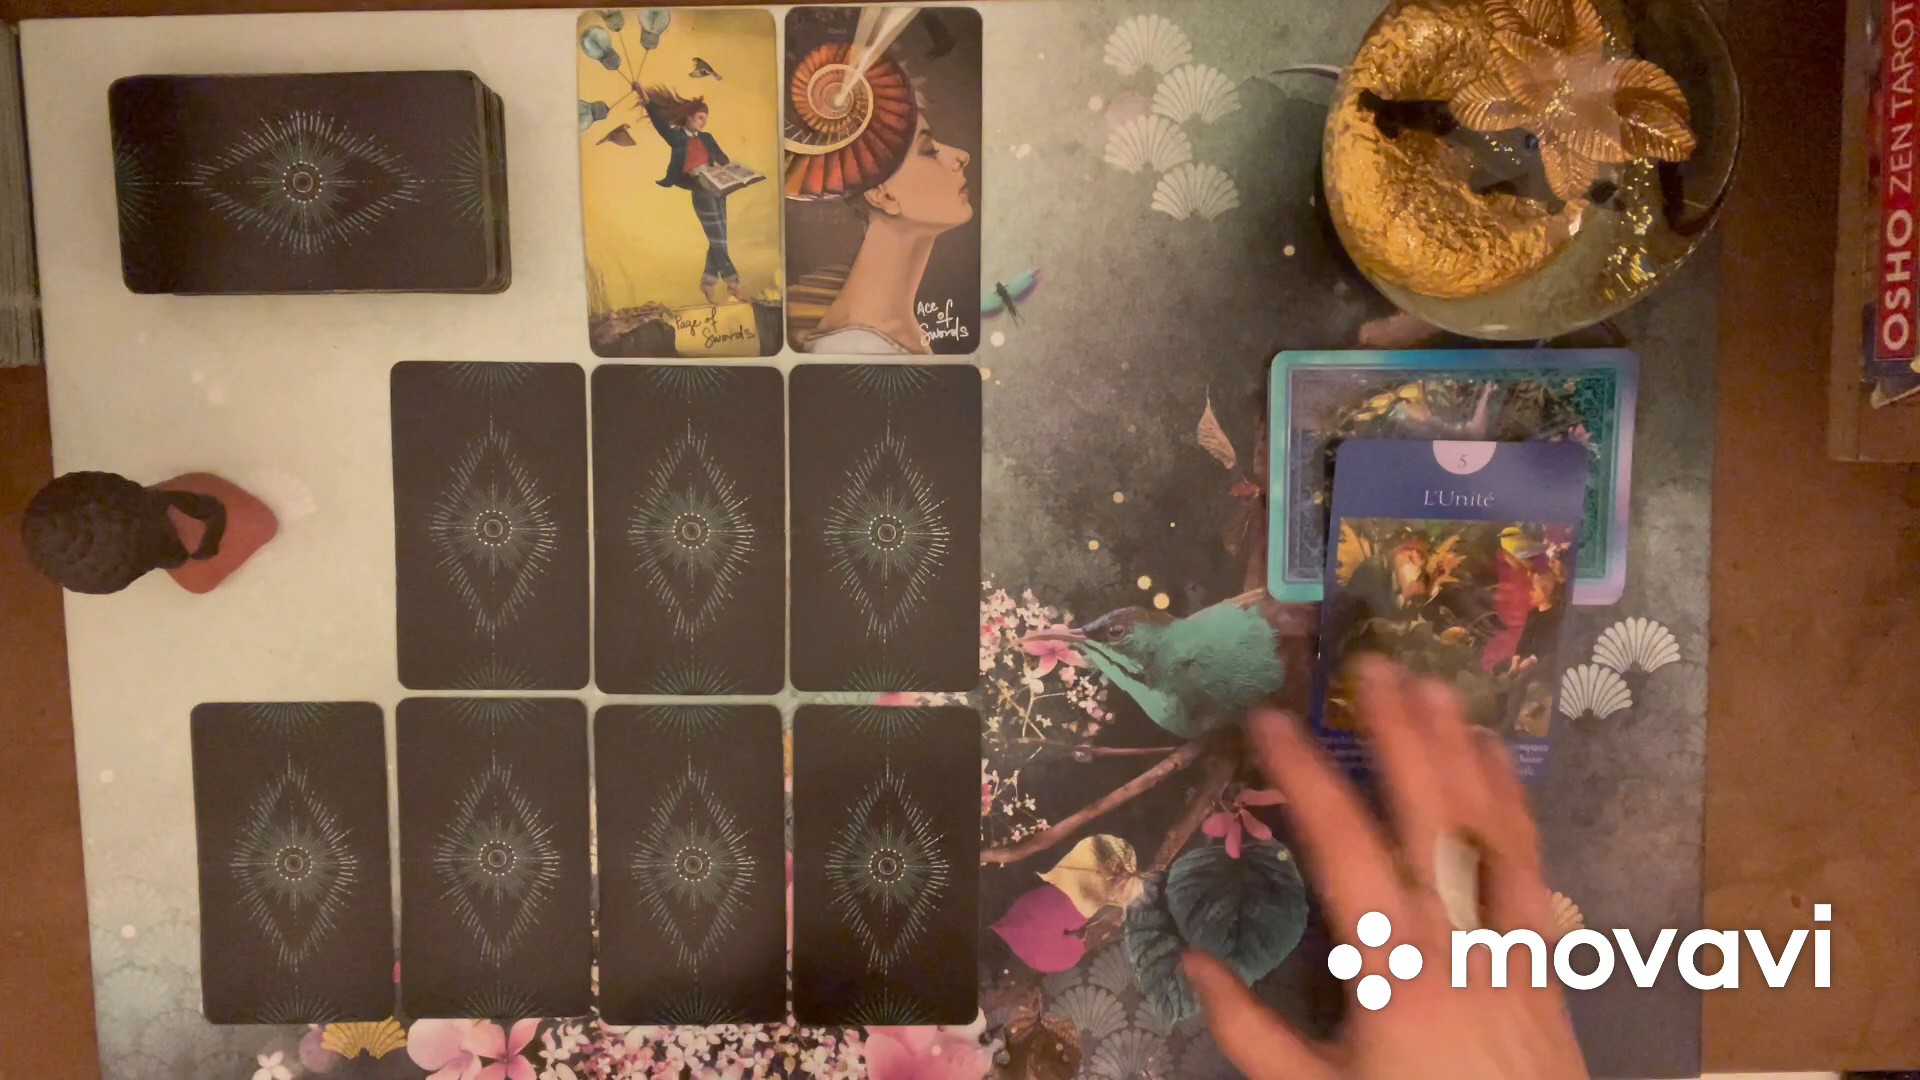 Page of
Swords
Ace
of
Swords
OSHO ZEN TAROT
5
L'Unité
movavi